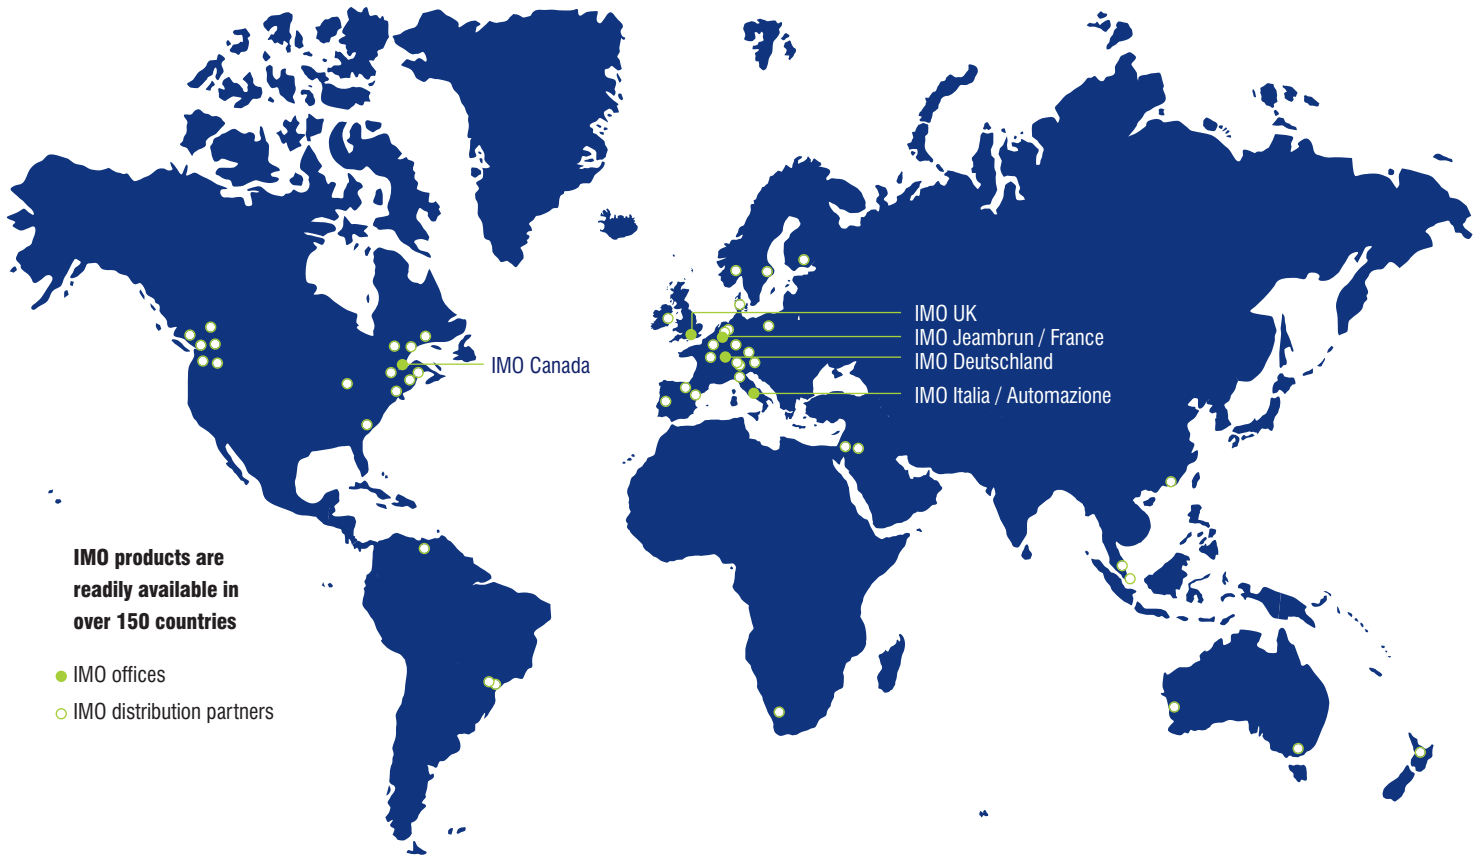 IMO UK
IMO Jeambrun / France
IMO Deutschland
IMO Canada
IMO Italia / Automazione
IMO products are
readily available in
over 150 countries
IMO offices
IMO distribution partners